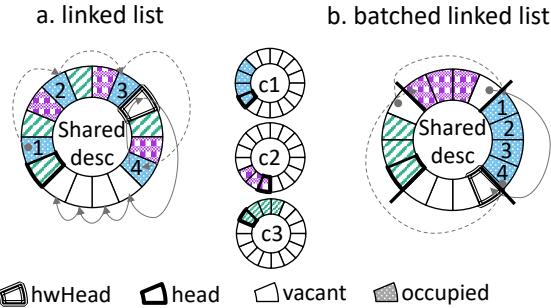 a. linked list
b. batched linked list
2
3
1
4
Shared
desc
c1
c2
c3
1
2
3
4
Shared
desc
hwHead
head
vacant
occupied